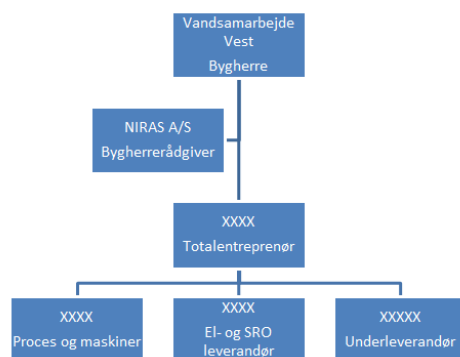 Vandsamarbejde
Vest
Bygherre
NIRAS A/S
Bygherrerådgiver
XXXX
Totalentreprenør
XXXX
Proces og maskiner
XXXX
El- og SRO
leverandør
XXXXX
Underleverandør